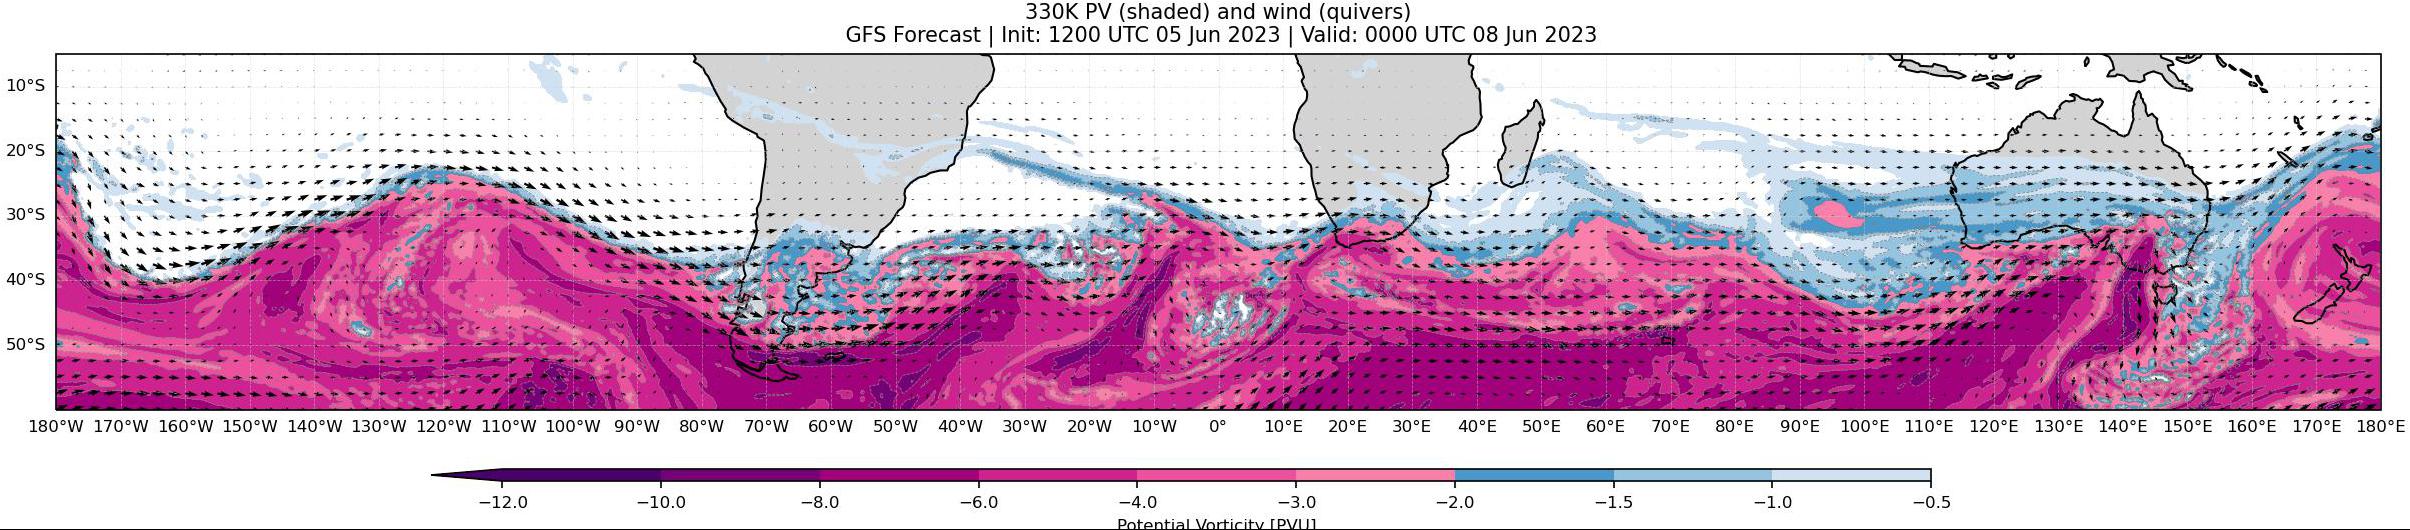 330K PV (shaded) and wind (quivers)
GFS Forecast | Init: 1200 UTC 05 Jun 2023 | Valid: 0000 UTC 08 Jun 2023
10°S
20°S
30°S
40°S
50°S
180°W 170°W 160°W 150°W 140°W 130°W 120°W 110°W 100°W 90°W 80°W 70°W 60°W 50°W 40°W 30°W 20°W 10°W 0° 10°E 20°E 30°E 40°E 50°E 60°E 70°E 80°E 90°E 100°E 110°E 120°E 130°E 140°E 150°E 160°E 170°E 180°E
−12.0 −10.0 −8.0 −6.0 −4.0 −3.0 −2.0 −1.5 −1.0 −0.5
Potential Vorticity [PVU]